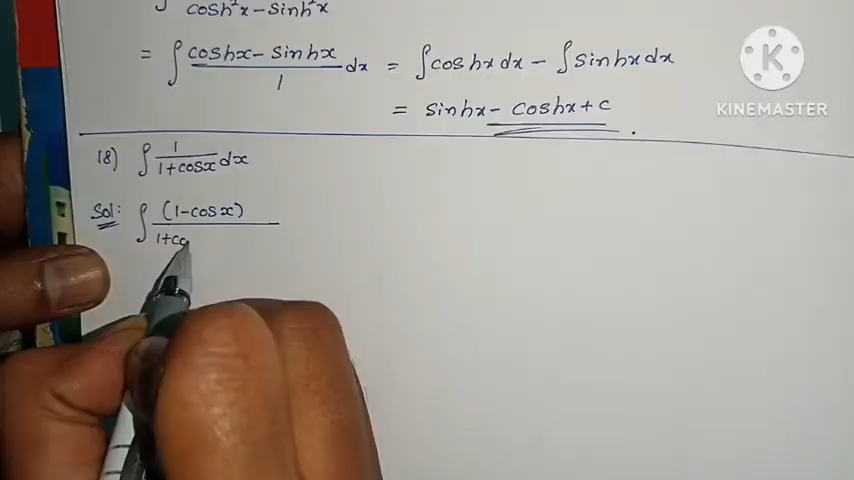 ∫ coshx²x - sinh²x
= ∫ coshx - sinhx / 1 dx = ∫coshx dx - ∫sinhx dx
= sinhx - coshx + c
18) ∫ 1 / 1+cosx dx
Sol: ∫ (1-cosx) / 1+co
KINEMASTER